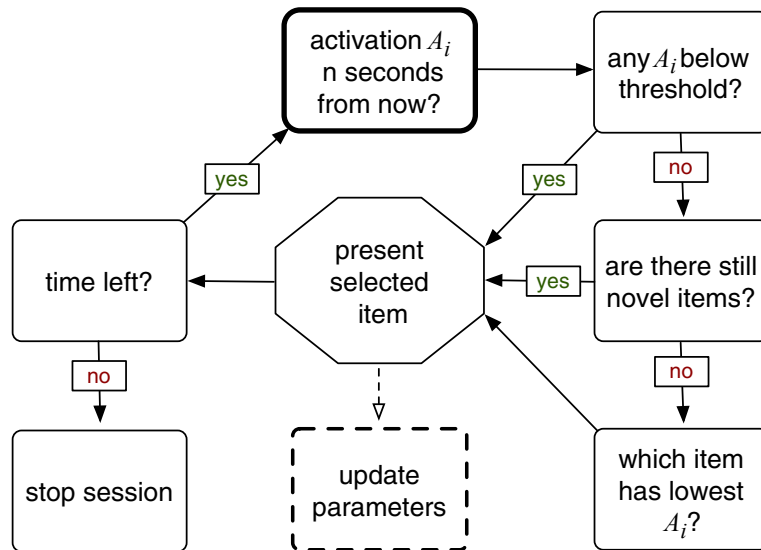 activation A_i
n seconds
from now?
any A_i below
threshold?
yes
yes
no
time left?
present
selected
item
yes
are there still
novel items?
no
no
stop session
update
parameters
which item
has lowest
A_i?